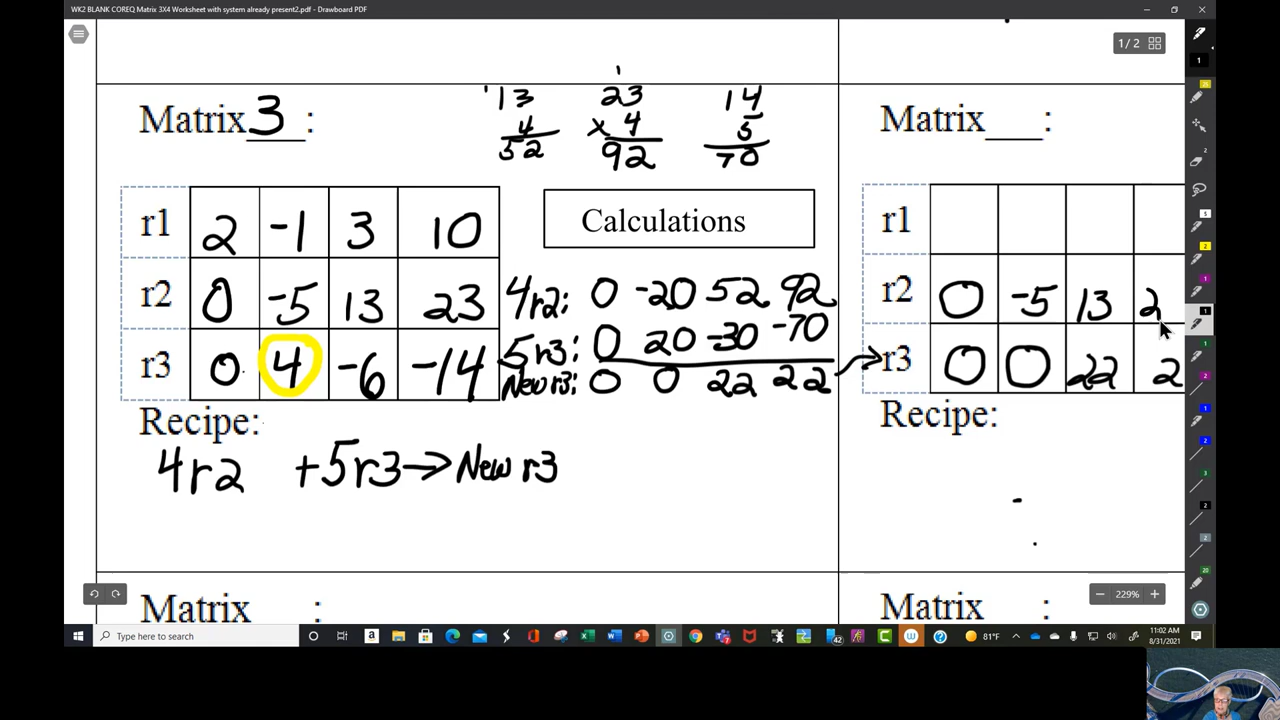 WK2 BLANK COREQ Matrix 3X4 Worksheet with system already present2.pdf - Drawboard PDF
1 / 2
Matrix 3 :
13
4
52
1
23
x 4
92
14
5
70
r1 2 -1 3 10
r2 0 -5 13 23
r3 0 4 -6 -14
Calculations
4r2: 0 -20 52 92
5r3: 0 20 -30 -70
New r3: 0 0 22 22
Recipe:
4r2 +5r3→New r3
Matrix :
Matrix___:
r1
r2 0 -5 13 2
r3 0 0 22 2
Recipe:
Matrix :
229%
Type here to search
81°F
11:02 AM
8/31/2021